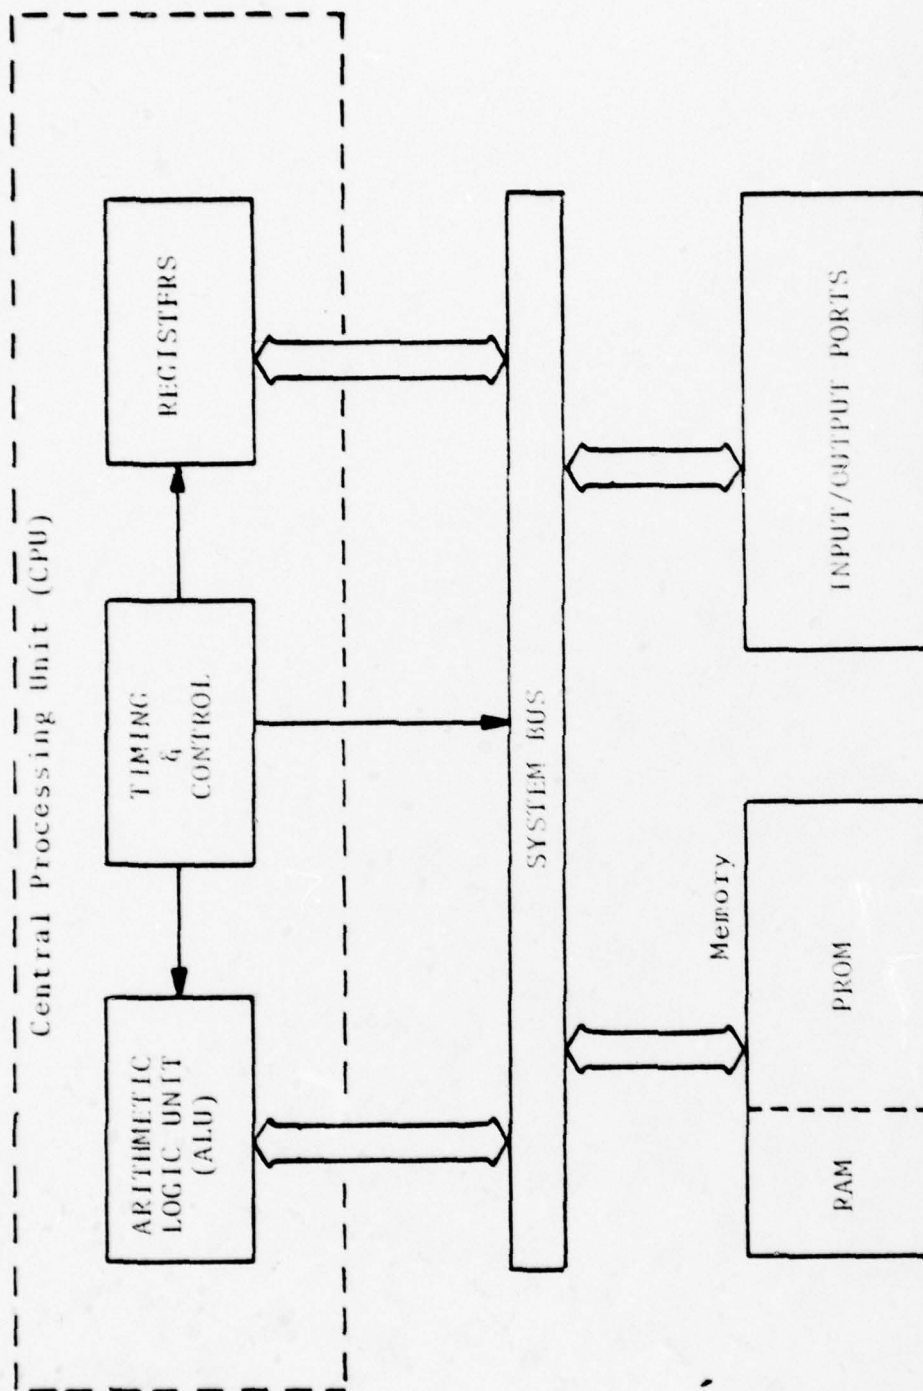 Central Processing Unit (CPU)
ARITHMETIC
LOGIC UNIT
(ALU)
TIMING
&
CONTROL
REGISTERS
SYSTEM BUS
Memory
RAM
PROM
INPUT/OUTPUT PORTS